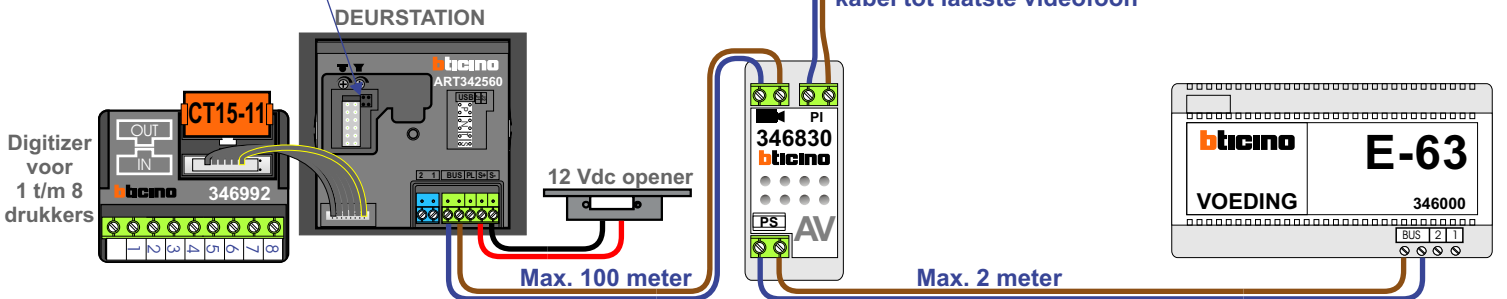 kabel tot laatste videofoon
DEURSTATION
bticino
ART342560
USB
P N M T S
2 1 BUS PL S+ S-
CT15-11
OUT
IN
bticino
346992
1 2 3 4 5 6 7 8
Digitizer
voor
1 t/m 8
drukkers
12 Vdc opener
Max. 100 meter
PI
346830
bticino
PS
AV
Max. 2 meter
bticino
E-63
VOEDING
346000
BUS 2 1